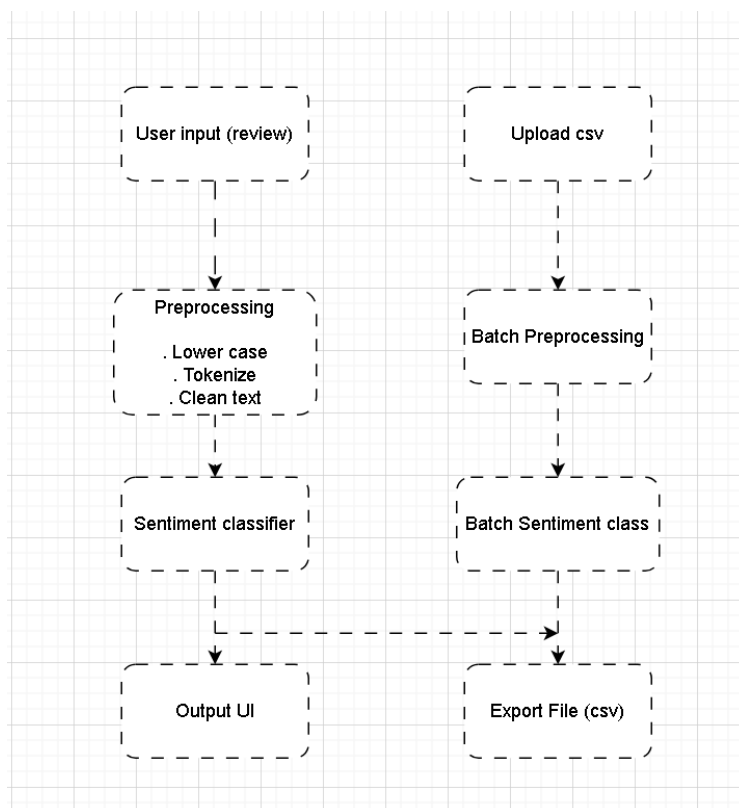 User input (review)
Upload csv
Preprocessing
. Lower case
. Tokenize
. Clean text
Batch Preprocessing
Sentiment classifier
Batch Sentiment class
Output UI
Export File (csv)